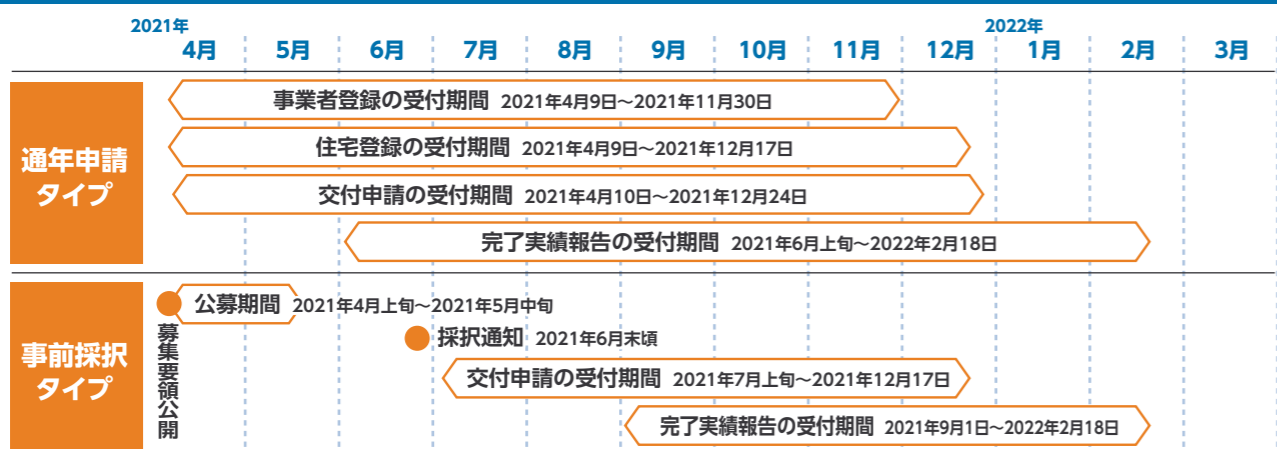 2021年
2022年
4月 5月 6月 7月 8月 9月 10月 11月 12月 1月 2月 3月
通年申請
タイプ
事業者登録の受付期間 2021年4月9日～2021年11月30日
住宅登録の受付期間 2021年4月9日～2021年12月17日
交付申請の受付期間 2021年4月10日～2021年12月24日
完了実績報告の受付期間 2021年6月上旬～2022年2月18日
事前採択
タイプ
募集要領公開
公募期間 2021年4月上旬～2021年5月中旬
採択通知 2021年6月末頃
交付申請の受付期間 2021年7月上旬～2021年12月17日
完了実績報告の受付期間 2021年9月1日～2022年2月18日